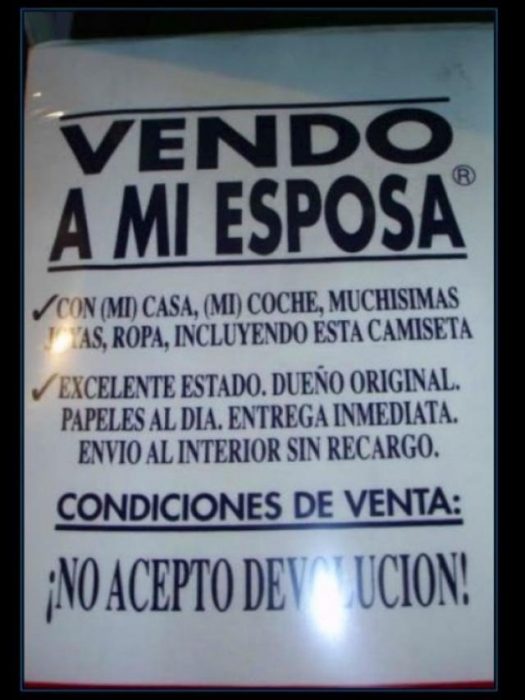 VENDO
A MI ESPOSA®
✓CON (MI) CASA, (MI) COCHE, MUCHISIMAS
JOYAS, ROPA, INCLUYENDO ESTA CAMISETA
✓EXCELENTE ESTADO. DUEÑO ORIGINAL.
PAPELES AL DIA. ENTREGA INMEDIATA.
ENVIO AL INTERIOR SIN RECARGO.
CONDICIONES DE VENTA:
¡NO ACEPTO DEVOLUCION!